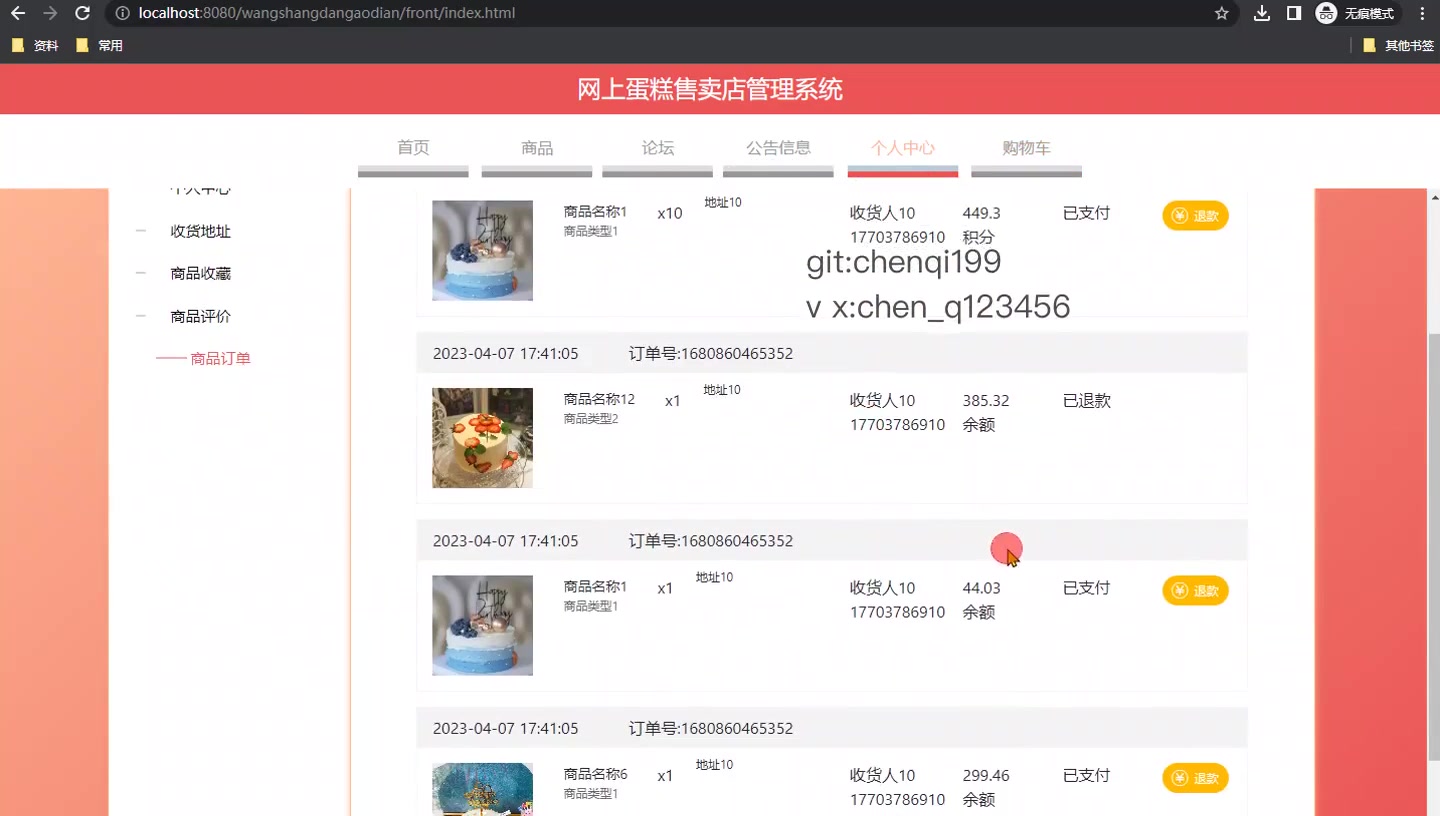 localhost:8080/wangshangdangaodian/front/index.html
无痕模式
资料
常用
其他书签
网上蛋糕售卖店管理系统
首页
商品
论坛
公告信息
个人中心
购物车
个人中心
收货地址
商品收藏
商品评价
商品订单
商品名称1
商品类型1
x10
地址10
收货人10
17703786910
449.3
积分
已支付
退款
git:chenqi199
v x:chen_q123456
2023-04-07 17:41:05
订单号:1680860465352
商品名称12
商品类型2
x1
地址10
收货人10
17703786910
385.32
余额
已退款
2023-04-07 17:41:05
订单号:1680860465352
商品名称1
商品类型1
x1
地址10
收货人10
17703786910
44.03
余额
已支付
退款
2023-04-07 17:41:05
订单号:1680860465352
商品名称6
商品类型1
x1
地址10
收货人10
17703786910
299.46
余额
已支付
退款